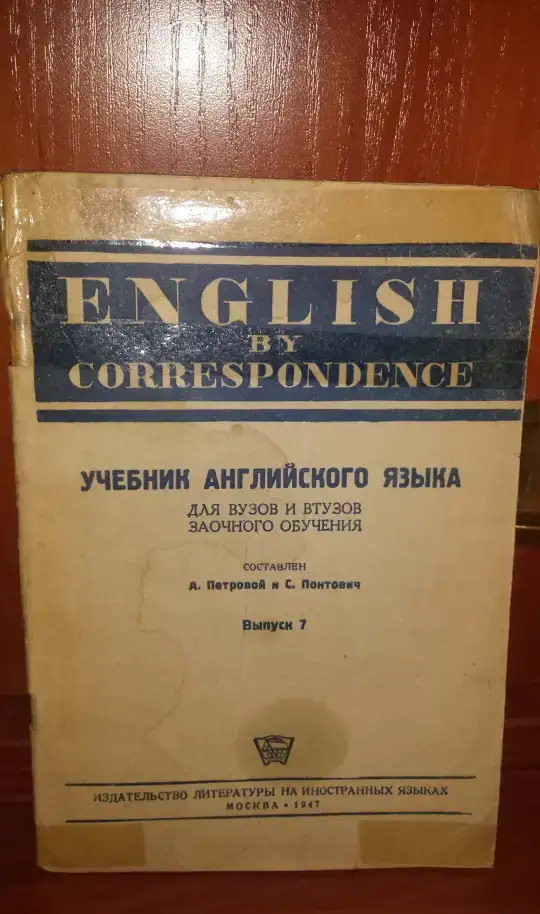 ENGLISH
BY
CORRESPONDENCE
УЧЕБНИК АНГЛИЙСКОГО ЯЗЫКА
ДЛЯ ВУЗОВ И ВТУЗОВ
ЗАОЧНОГО ОБУЧЕНИЯ
СОСТАВЛЕН
А. Петровой и С. Понтович
Выпуск 7
ИЗДАТЕЛЬСТВО ЛИТЕРАТУРЫ НА ИНОСТРАННЫХ ЯЗЫКАХ
МОСКВА • 1947